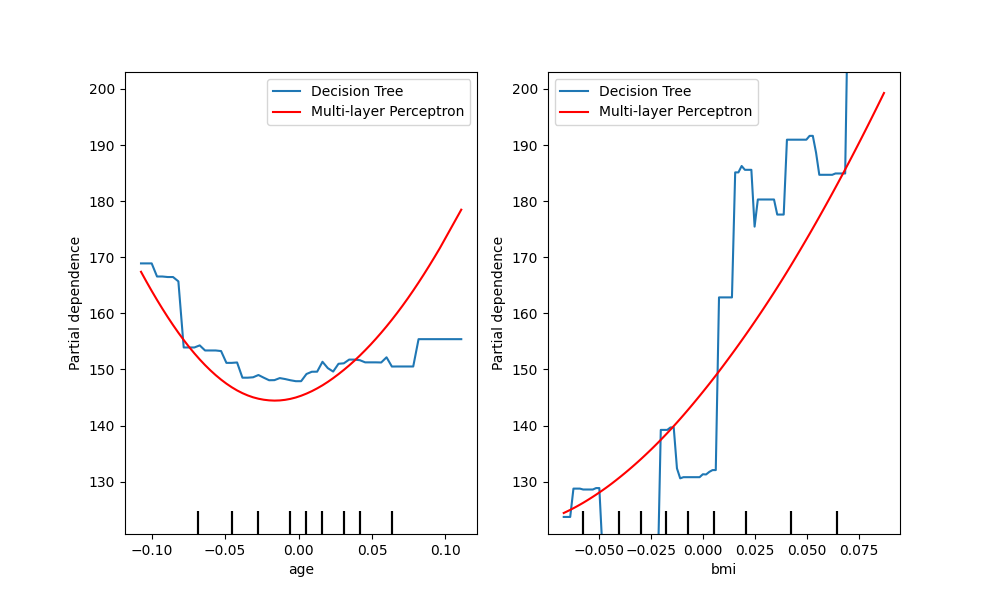 Decision Tree
Multi-layer Perceptron
200
190
180
170
160
150
140
130
Partial dependence
−0.10 −0.05 0.00 0.05 0.10
age
Decision Tree
Multi-layer Perceptron
200
190
180
170
160
150
140
130
Partial dependence
−0.050 −0.025 0.000 0.025 0.050 0.075
bmi